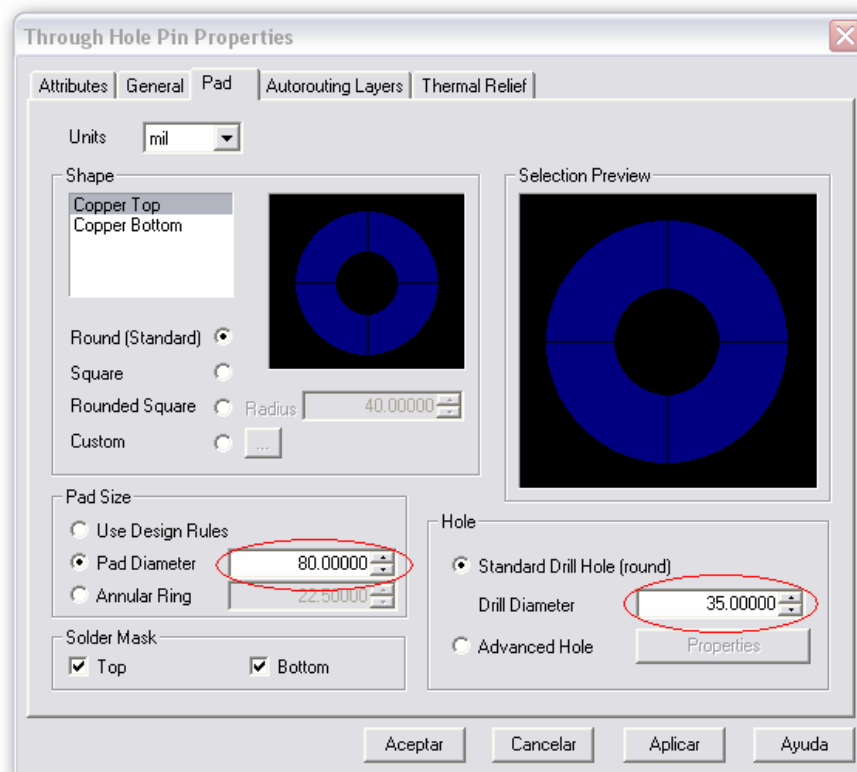 Through Hole Pin Properties
Attributes General Pad Autorouting Layers Thermal Relief
Units mil
Shape
Copper Top
Copper Bottom
Round (Standard)
Square
Rounded Square Radius 40.00000
Custom ...
Selection Preview
Pad Size
Use Design Rules
Pad Diameter 80.00000
Annular Ring 22.50000
Solder Mask
Top Bottom
Hole
Standard Drill Hole (round)
Drill Diameter 35.00000
Advanced Hole Properties
Aceptar Cancelar Aplicar Ayuda